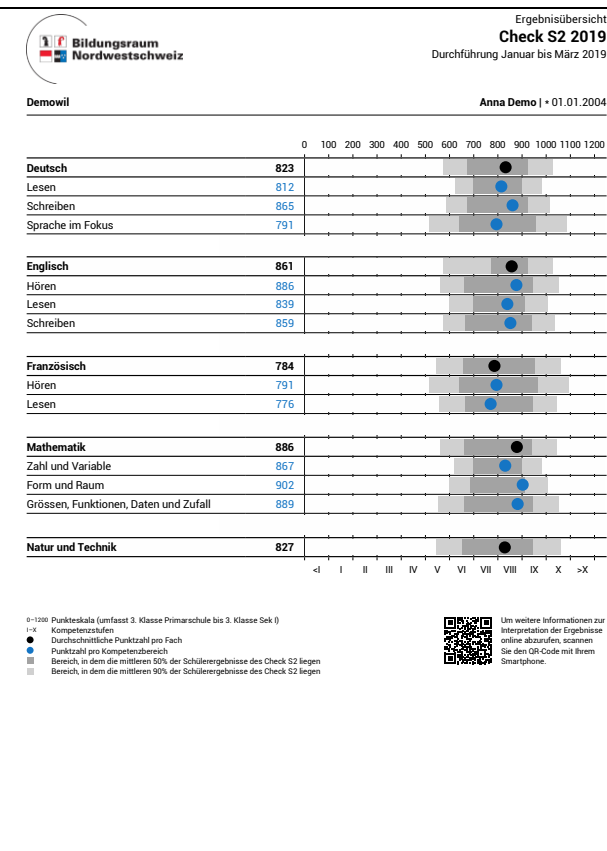 Ergebnisübersicht
Check S2 2019
Durchführung Januar bis März 2019
Bildungsraum
Nordwestschweiz
Demowil
Anna Demo | * 01.01.2004
0 100 200 300 400 500 600 700 800 900 1000 1100 1200
Deutsch 823
Lesen 812
Schreiben 865
Sprache im Fokus 791
Englisch 861
Hören 886
Lesen 839
Schreiben 859
Französisch 784
Hören 791
Lesen 776
Mathematik 886
Zahl und Variable 867
Form und Raum 902
Grössen, Funktionen, Daten und Zufall 889
Natur und Technik 827
<I I II III IV V VI VII VIII IX X >X
0–1200 Punkteskala (umfasst 3. Klasse Primarschule bis 3. Klasse Sek I)
I–X Kompetenzstufen
Durchschnittliche Punktzahl pro Fach
Punktzahl pro Kompetenzbereich
Bereich, in dem die mittleren 50% der Schülerergebnisse des Check S2 liegen
Bereich, in dem die mittleren 90% der Schülerergebnisse des Check S2 liegen
Um weitere Informationen zur
Interpretation der Ergebnisse
online abzurufen, scannen
Sie den QR-Code mit Ihrem
Smartphone.